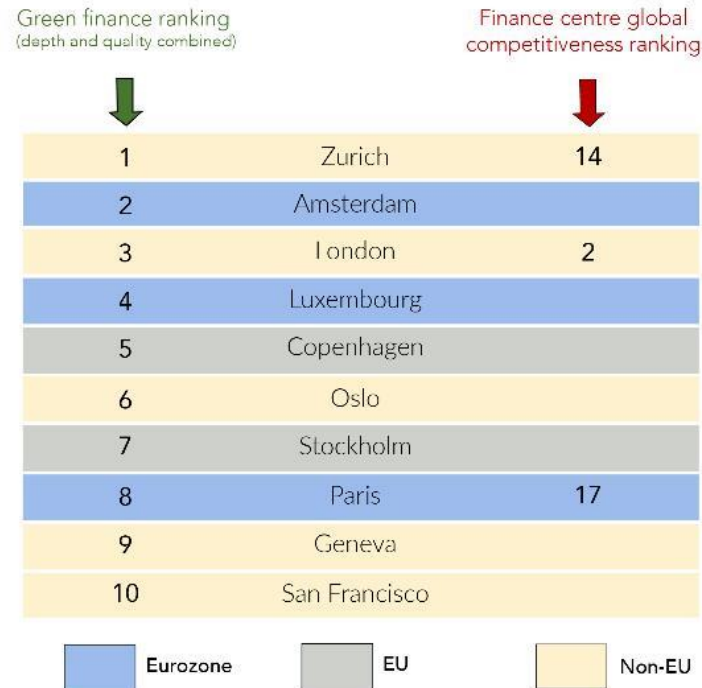 Green finance ranking
(depth and quality combined)
Finance centre global
competitiveness ranking
1 Zurich 14
2 Amsterdam
3 London 2
4 Luxembourg
5 Copenhagen
6 Oslo
7 Stockholm
8 Paris 17
9 Geneva
10 San Francisco
Eurozone EU Non-EU